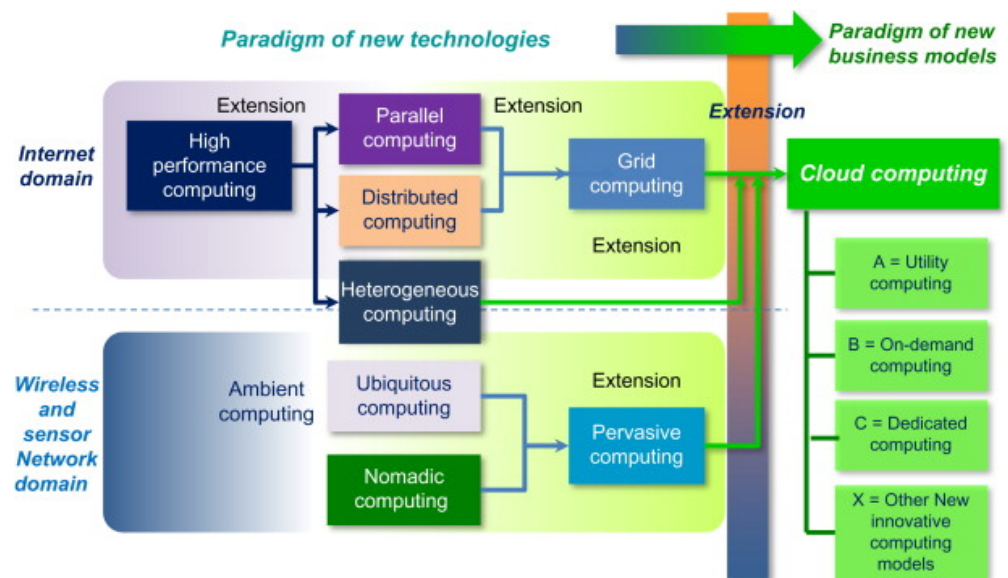 Paradigm of new technologies
Paradigm of new
business models
Extension
Extension
Extension
Internet
domain
High
performance
computing
Parallel
computing
Distributed
computing
Grid
computing
Cloud computing
Extension
Heterogeneous
computing
A = Utility
computing
B = On-demand
computing
C = Dedicated
computing
X = Other New
innovative
computing
models
Wireless
and
sensor
Network
domain
Ambient
computing
Ubiquitous
computing
Nomadic
computing
Extension
Pervasive
computing